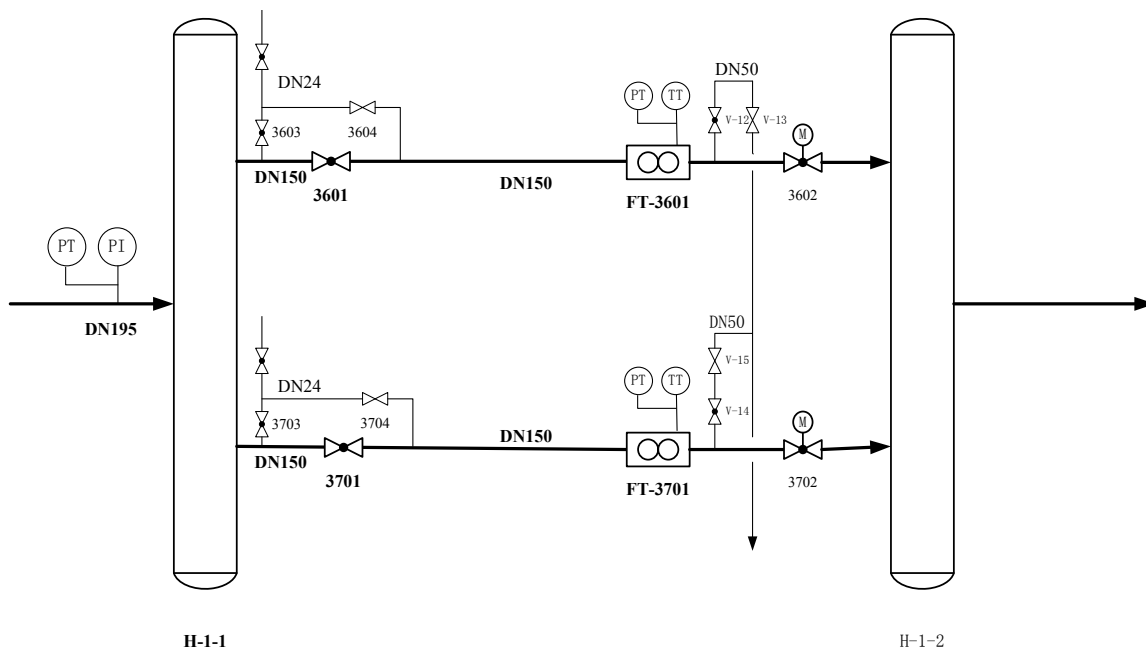 DN24
DN50
PT
TT
3603
3604
V-12
V-13
M
DN150
3601
DN150
FT-3601
3602
PT
PI
DN195
DN24
DN50
V-15
PT
TT
3703
3704
V-14
M
DN150
3701
DN150
FT-3701
3702
H-1-1
H-1-2